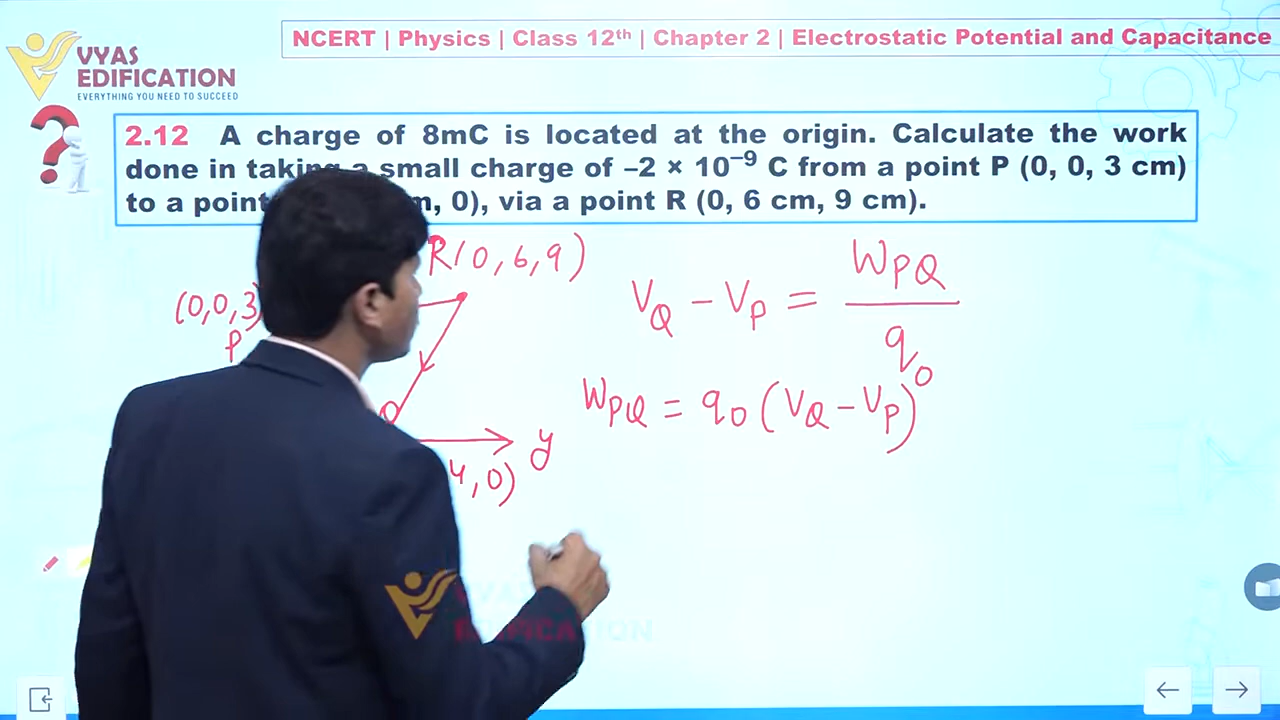 NCERT | Physics | Class 12th | Chapter 2 | Electrostatic Potential and Capacitance
VYAS
EDIFICATION
EVERYTHING YOU NEED TO SUCCEED
2.12 A charge of 8mC is located at the origin. Calculate the work
done in taking a small charge of –2 × 10⁻⁹ C from a point P (0, 0, 3 cm)
to a point , 0), via a point R (0, 6 cm, 9 cm).
R(0, 6, 9)
(0,0,3)
P
V_Q - V_P = W_PQ / q_0
W_PQ = q_0 (V_Q - V_P)
y
4, 0)
VYAS
EDIFICATION